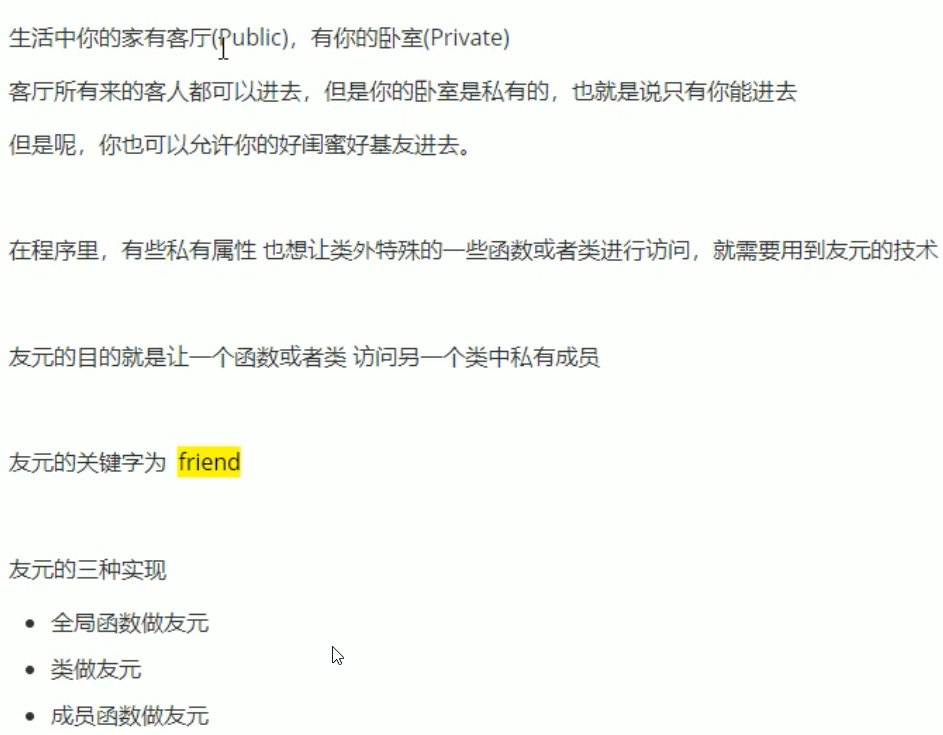 生活中你的家有客厅(Public)，有你的卧室(Private)
客厅所有来的客人都可以进去，但是你的卧室是私有的，也就是说只有你能进去
但是呢，你也可以允许你的好闺蜜好基友进去。
在程序里，有些私有属性 也想让类外特殊的一些函数或者类进行访问，就需要用到友元的技术
友元的目的就是让一个函数或者类 访问另一个类中私有成员
友元的关键字为 friend
友元的三种实现
• 全局函数做友元
• 类做友元
• 成员函数做友元